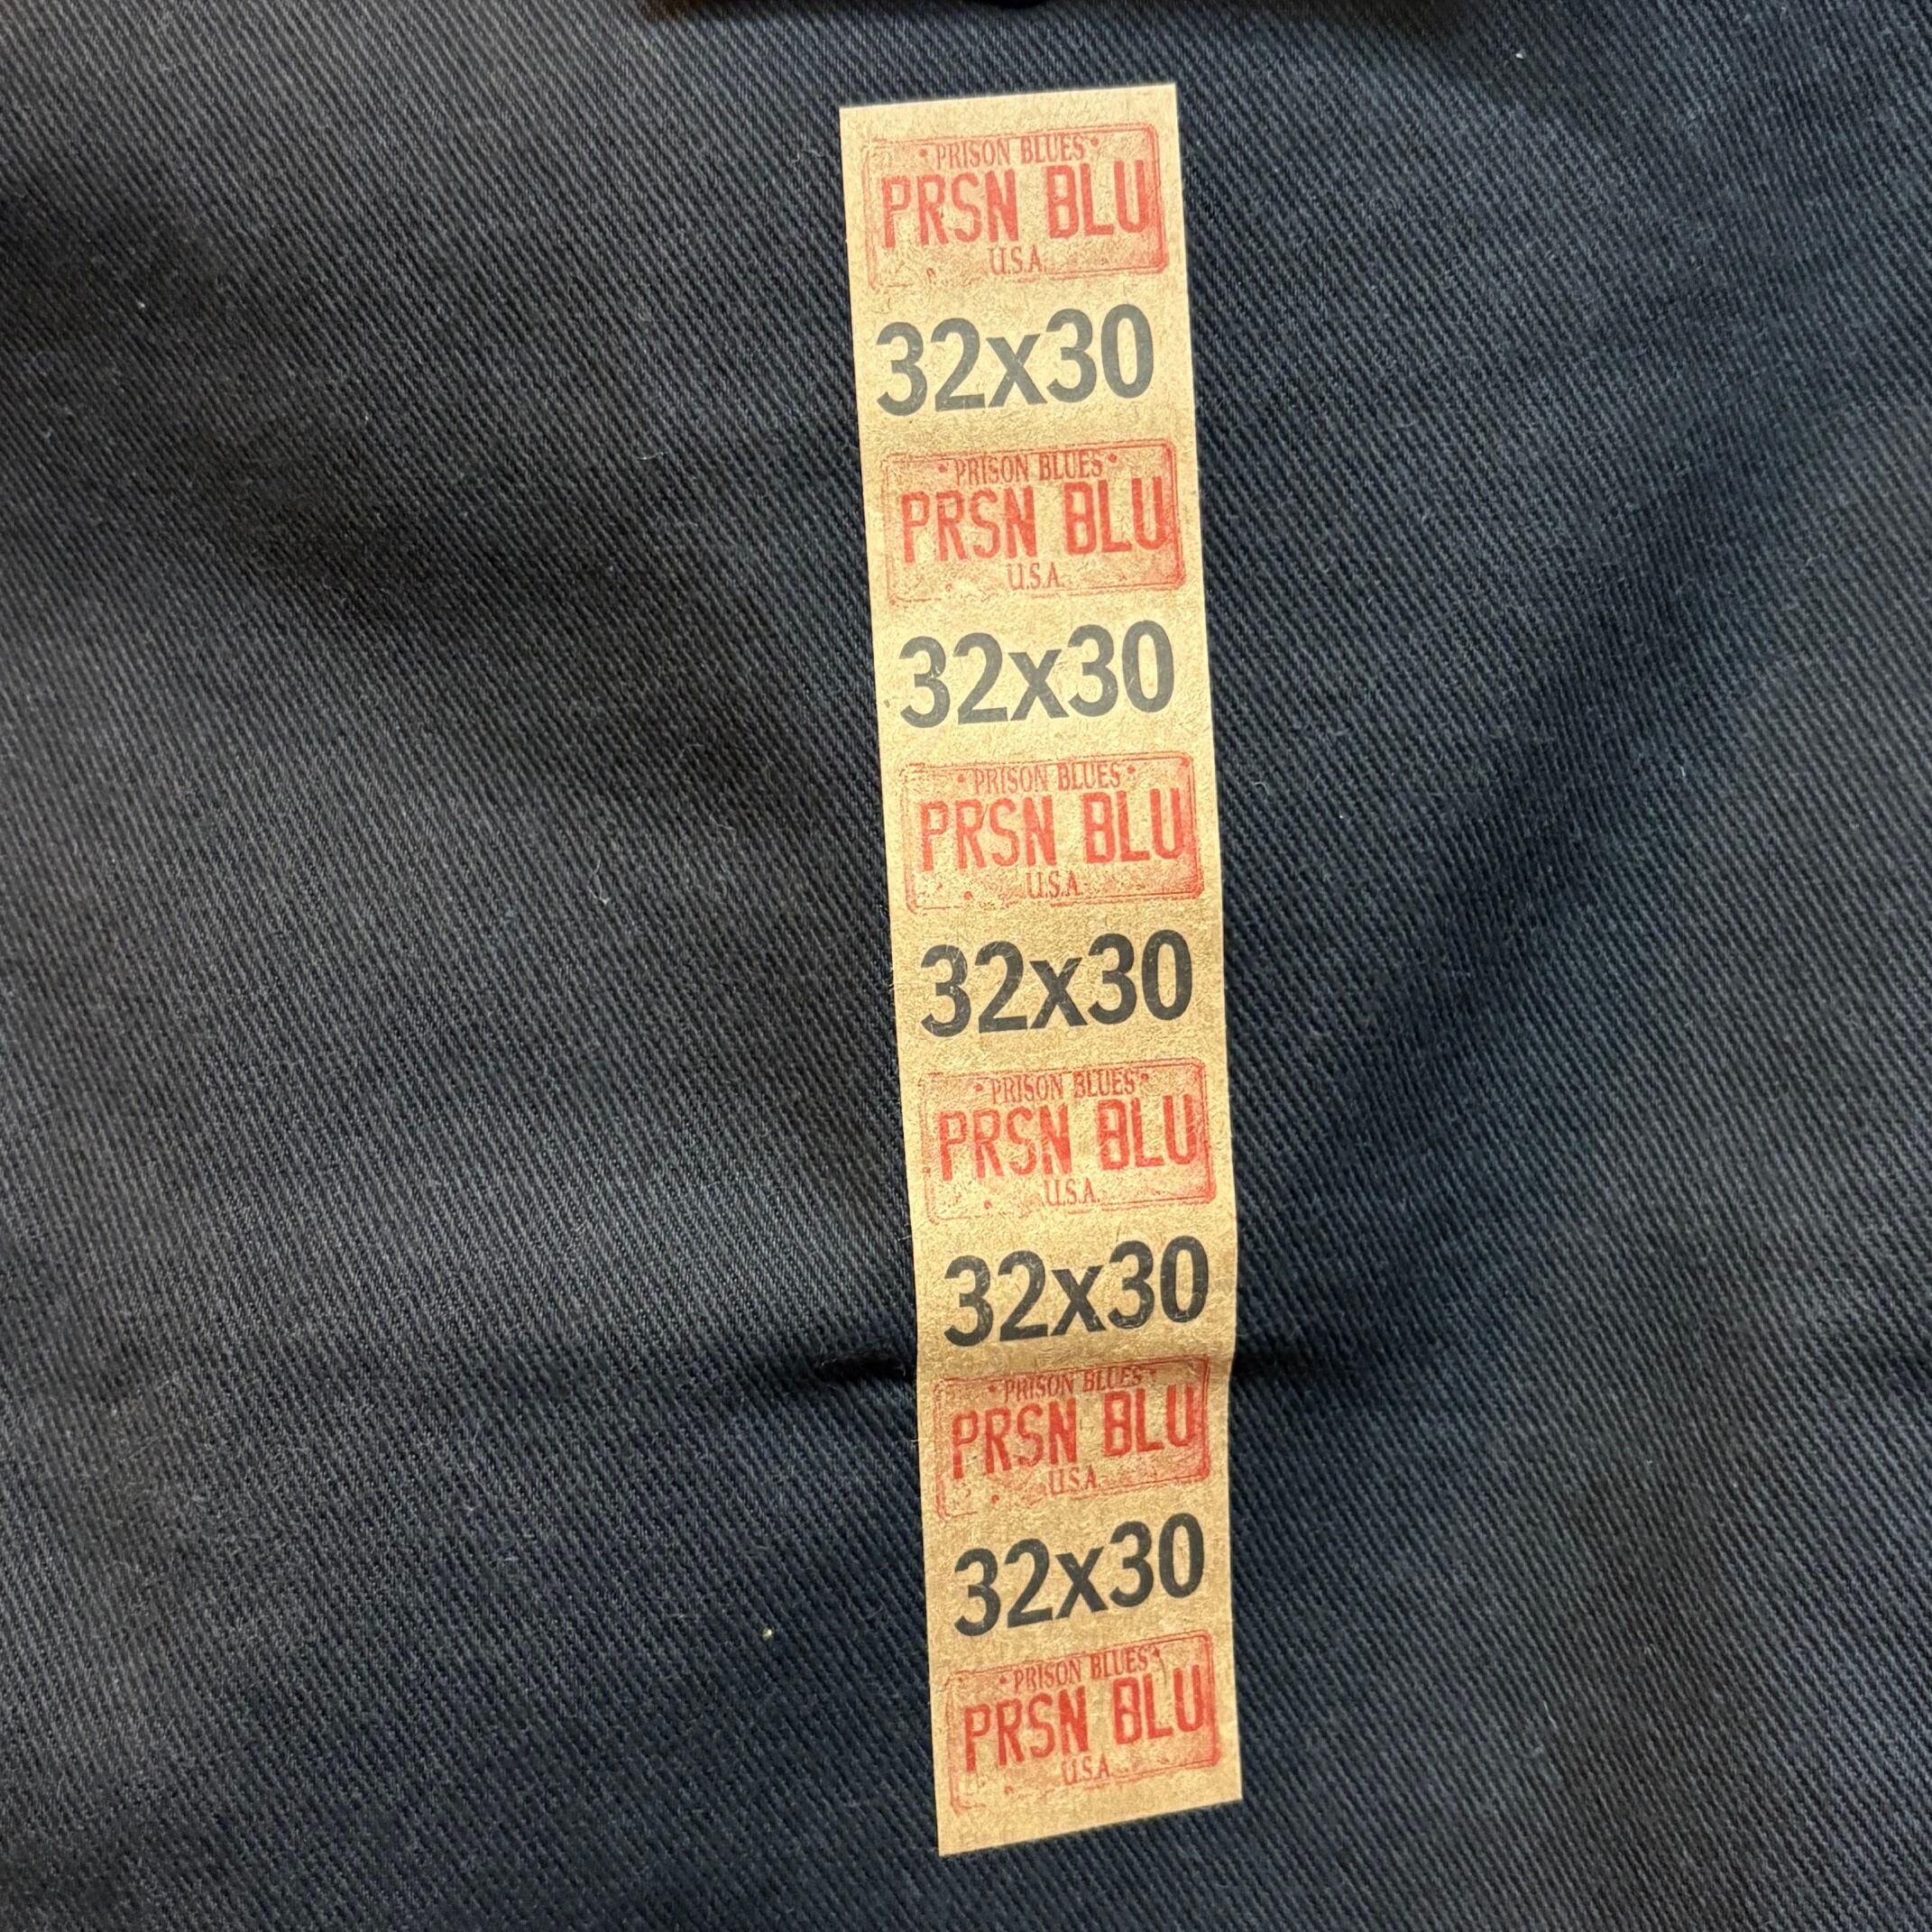 • PRISON BLUES •
PRSN BLU
U.S.A.
32x30
• PRISON BLUES •
PRSN BLU
U.S.A.
32x30
• PRISON BLUES •
PRSN BLU
U.S.A.
32x30
• PRISON BLUES •
PRSN BLU
U.S.A.
32x30
• PRISON BLUES •
PRSN BLU
U.S.A.
32x30
• PRISON BLUES •
PRSN BLU
U.S.A.